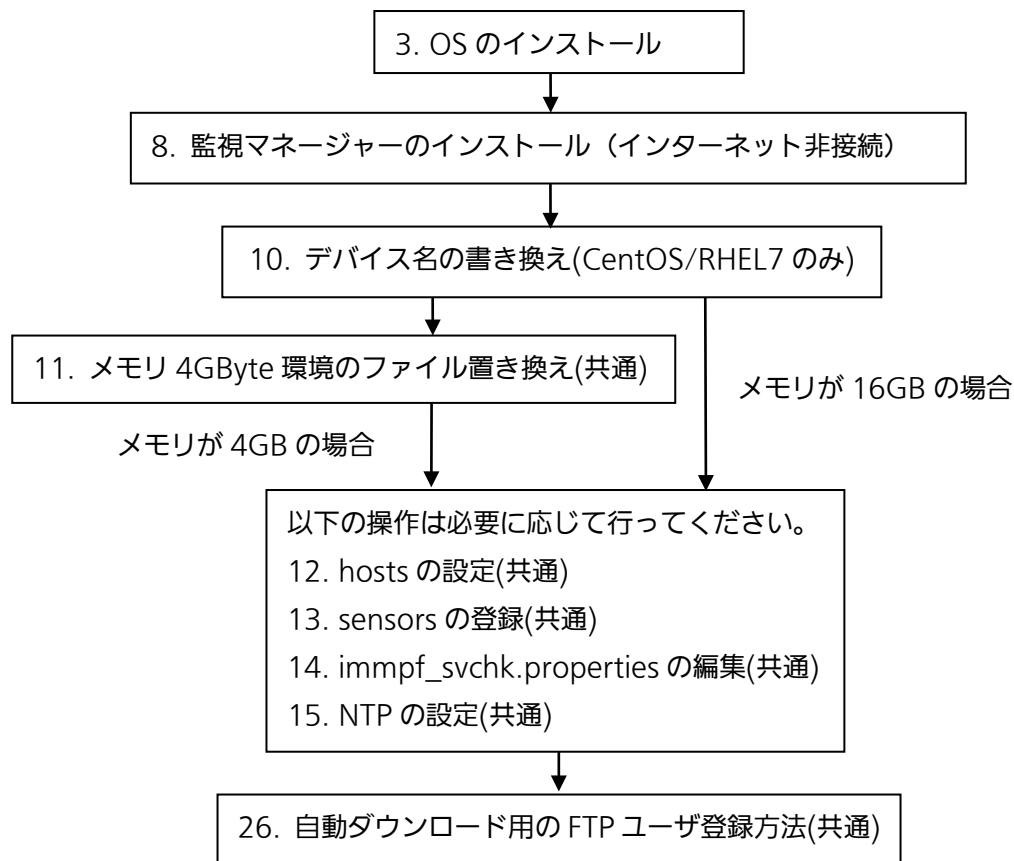 3. OS のインストール
8. 監視マネージャーのインストール（インターネット非接続）
10. デバイス名の書き換え(CentOS/RHEL7 のみ)
11. メモリ 4GByte 環境のファイル置き換え(共通)
メモリが 16GB の場合
メモリが 4GB の場合
以下の操作は必要に応じて行ってください。
12. hosts の設定(共通)
13. sensors の登録(共通)
14. immpf_svchk.properties の編集(共通)
15. NTP の設定(共通)
26. 自動ダウンロード用の FTP ユーザ登録方法(共通)